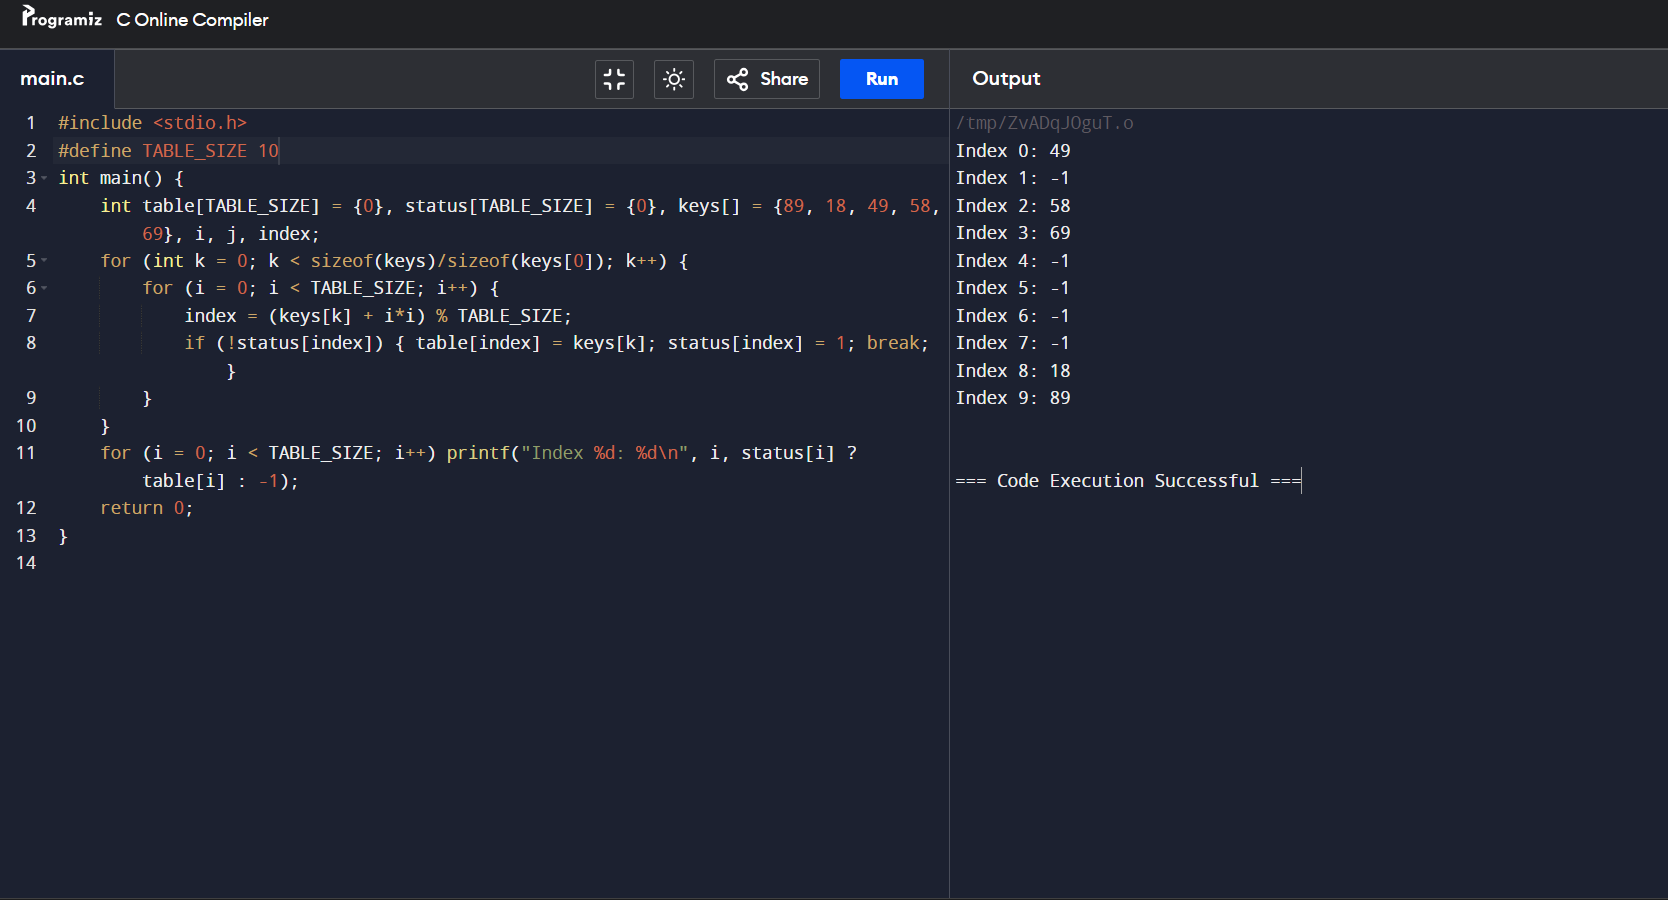 Programiz C Online Compiler
main.c
Share
Run
Output
1 #include <stdio.h>
2 #define TABLE_SIZE 10
3 int main() {
4     int table[TABLE_SIZE] = {0}, status[TABLE_SIZE] = {0}, keys[] = {89, 18, 49, 58,
        69}, i, j, index;
5     for (int k = 0; k < sizeof(keys)/sizeof(keys[0]); k++) {
6         for (i = 0; i < TABLE_SIZE; i++) {
7             index = (keys[k] + i*i) % TABLE_SIZE;
8             if (!status[index]) { table[index] = keys[k]; status[index] = 1; break;
                }
9         }
10     }
11     for (i = 0; i < TABLE_SIZE; i++) printf("Index %d: %d\n", i, status[i] ?
        table[i] : -1);
12     return 0;
13 }
14
/tmp/ZvADqJOguT.o
Index 0: 49
Index 1: -1
Index 2: 58
Index 3: 69
Index 4: -1
Index 5: -1
Index 6: -1
Index 7: -1
Index 8: 18
Index 9: 89
=== Code Execution Successful ===